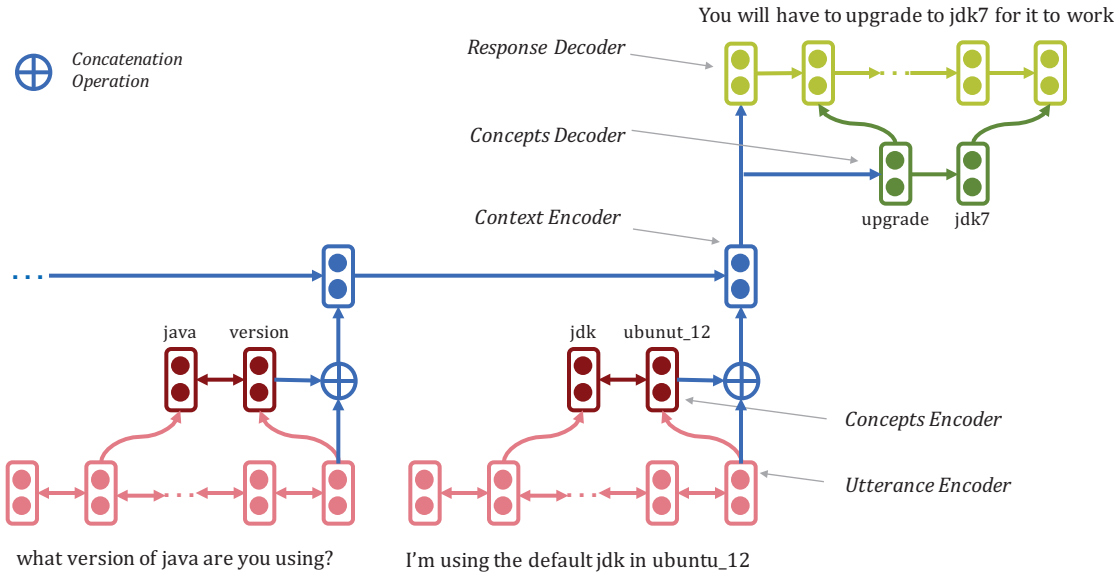 You will have to upgrade to jdk7 for it to work
Concatenation
Operation
Response Decoder
Concepts Decoder
upgrade
jdk7
Context Encoder
...
java
version
jdk
ubunut_12
Concepts Encoder
Utterance Encoder
what version of java are you using?
I'm using the default jdk in ubuntu_12